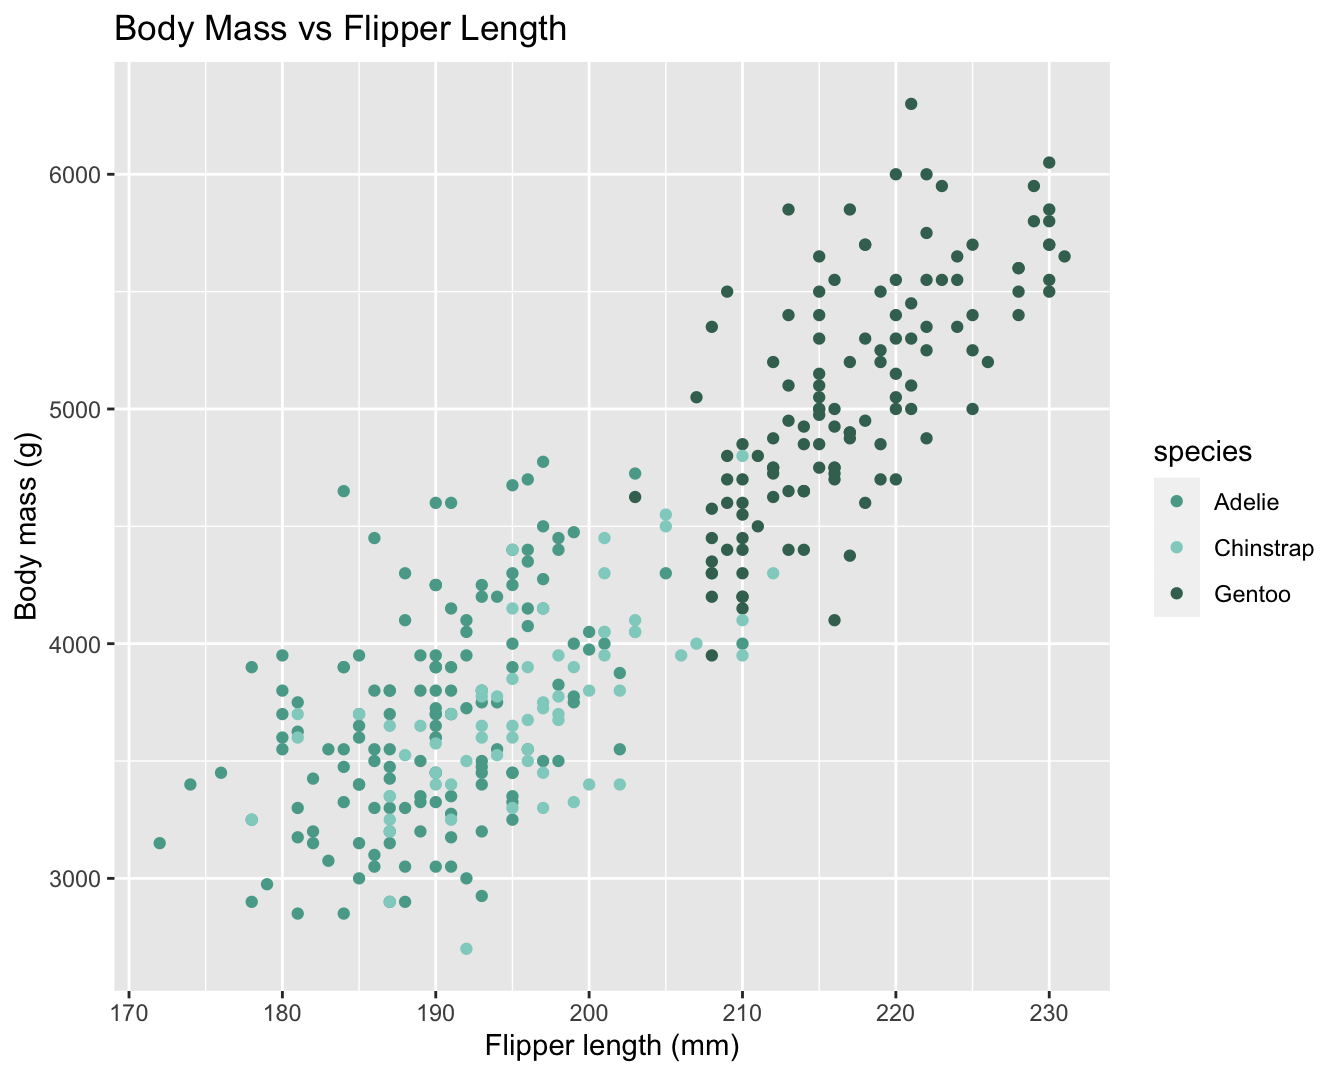 Body Mass vs Flipper Length
6000
5000
4000
3000
Body mass (g)
170 180 190 200 210 220 230
Flipper length (mm)
species
Adelie
Chinstrap
Gentoo